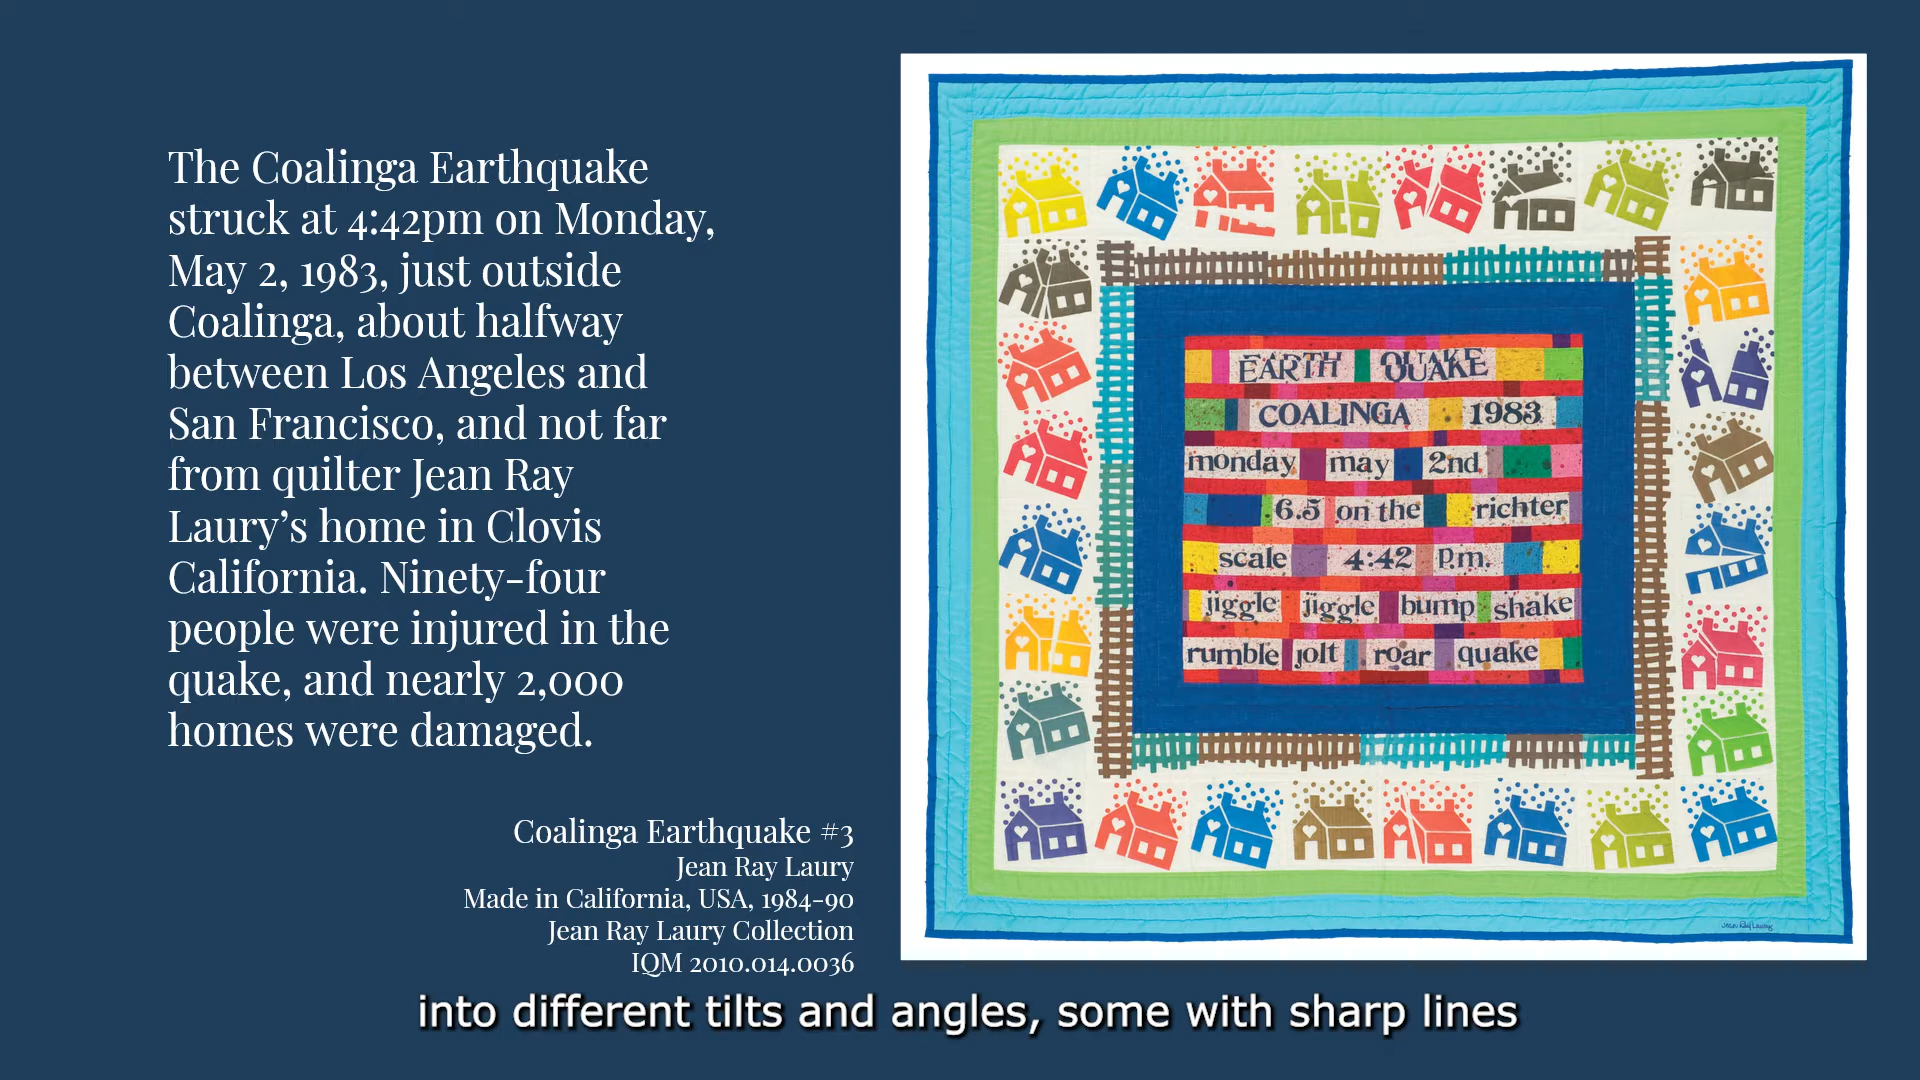 The Coalinga Earthquake
struck at 4:42pm on Monday,
May 2, 1983, just outside
Coalinga, about halfway
between Los Angeles and
San Francisco, and not far
from quilter Jean Ray
Laury’s home in Clovis
California. Ninety-four
people were injured in the
quake, and nearly 2,000
homes were damaged.
Coalinga Earthquake #3
Jean Ray Laury
Made in California, USA, 1984-90
Jean Ray Laury Collection
IQM 2010.014.0036
EARTH QUAKE
COALINGA 1983
monday may 2nd
6.5 on the richter
scale 4:42 p.m.
jiggle jiggle bump shake
rumble jolt roar quake
Jean Ray Laury
into different tilts and angles, some with sharp lines